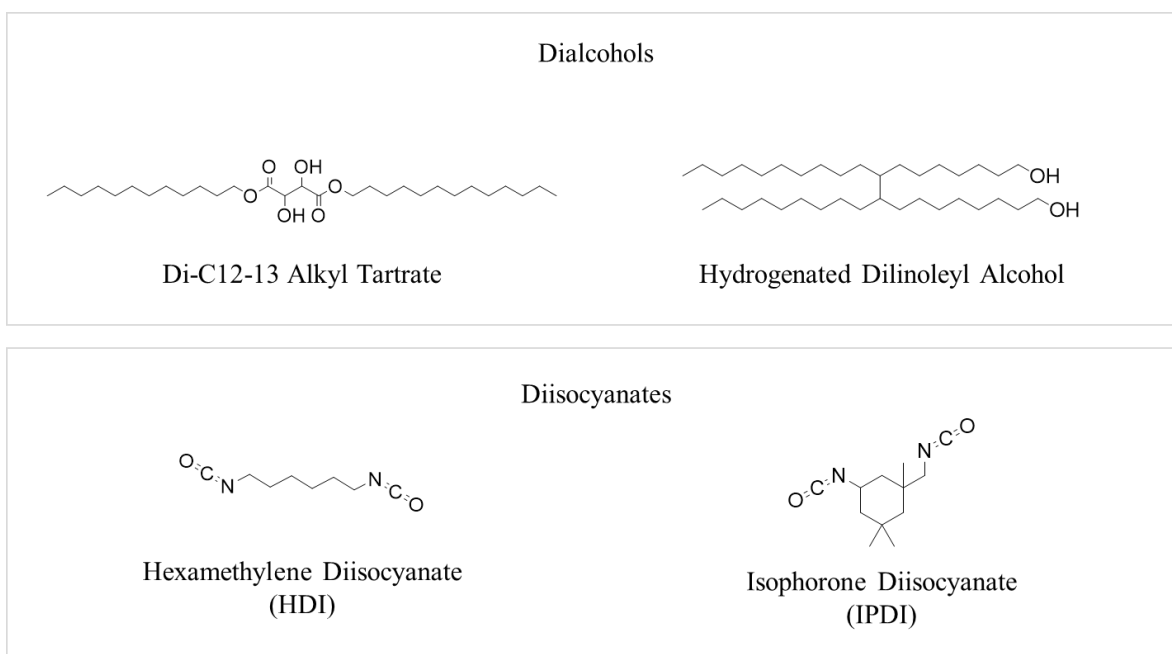 Dialcohols
O OH
O O
OH O
OH
OH
Di-C12-13 Alkyl Tartrate
Hydrogenated Dilinoleyl Alcohol
Diisocyanates
O C N
N C O
O C N
N C O
Hexamethylene Diisocyanate
(HDI)
Isophorone Diisocyanate
(IPDI)